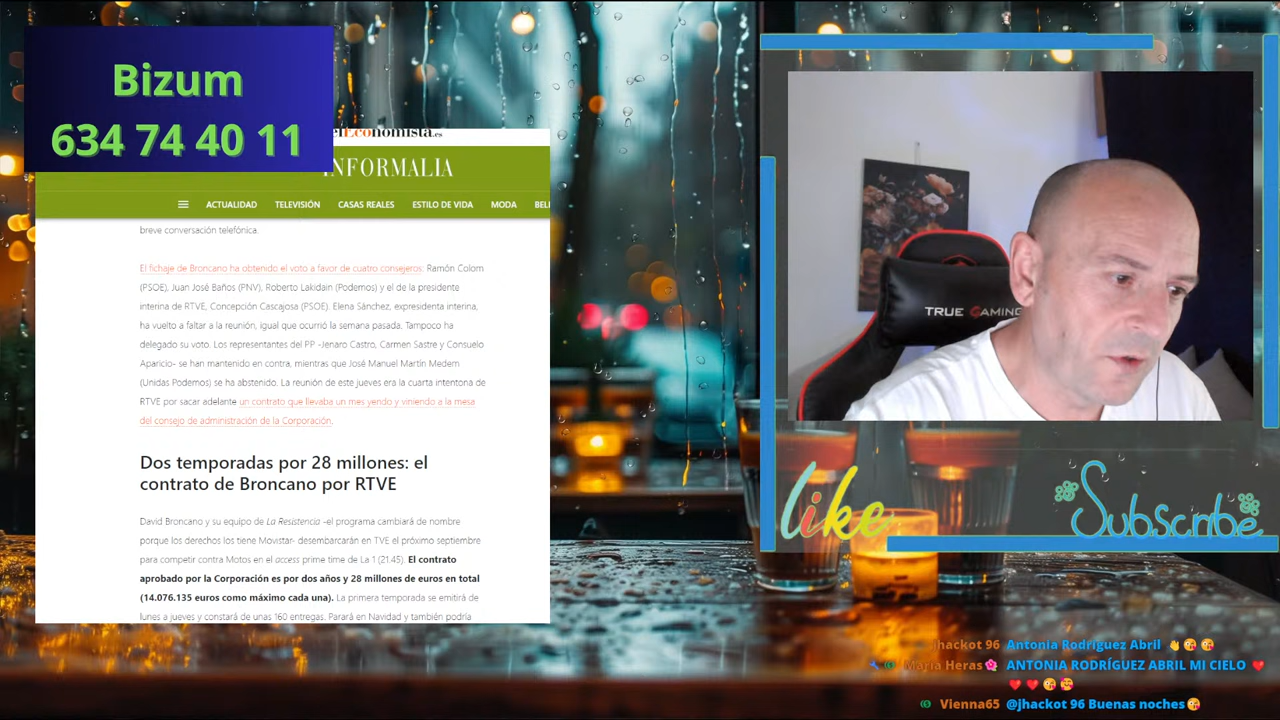 Bizum
634 74 40 11
elEconomista.es
INFORMALIA
ACTUALIDAD TELEVISIÓN CASAS REALES ESTILO DE VIDA MODA BEL
breve conversación telefónica.
El fichaje de Broncano ha obtenido el voto a favor de cuatro consejeros: Ramón Colom
(PSOE), Juan José Baños (PNV), Roberto Lakidain (Podemos) y el de la presidente
interina de RTVE, Concepción Cascajosa (PSOE). Elena Sánchez, expresidenta interina,
ha vuelto a faltar a la reunión, igual que ocurrió la semana pasada. Tampoco ha
delegado su voto. Los representantes del PP -Jenaro Castro, Carmen Sastre y Consuelo
Aparicio- se han mantenido en contra, mientras que José Manuel Martín Medem
(Unidas Podemos) se ha abstenido. La reunión de este jueves era la cuarta intentona de
RTVE por sacar adelante un contrato que llevaba un mes yendo y viniendo a la mesa
del consejo de administración de la Corporación.
Dos temporadas por 28 millones: el
contrato de Broncano por RTVE
David Broncano y su equipo de La Resistencia -el programa cambiará de nombre
porque los derechos los tiene Movistar- desembarcarán en TVE el próximo septiembre
para competir contra Motos en el access prime time de La 1 (21.45). El contrato
aprobado por la Corporación es por dos años y 28 millones de euros en total
(14.076.135 euros como máximo cada una). La primera temporada se emitirá de
lunes a jueves y constará de unas 160 entregas. Parará en Navidad y también podría
TRUE GAMING
like
Subscribe
jhackot 96 Antonia Rodríguez Abril 👋😘😘
María Heras🌸 ANTONIA RODRÍGUEZ ABRIL MI CIELO ❤️
❤️❤️😘🥰
Vienna65 @jhackot 96 Buenas noches😘